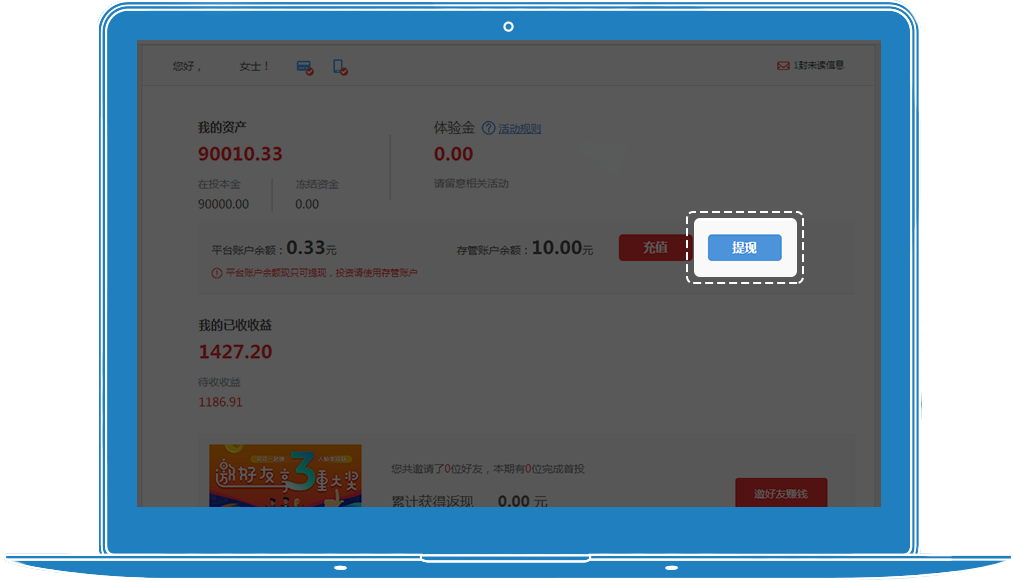 您好， 女士！
1封未读信息
我的资产
体验金 ? 活动规则
90010.33
0.00
在投本金 冻结资金
请留息相关活动
90000.00 0.00
平台账户余额：0.33元 存管账户余额：10.00元 充值 提现
平台账户余额现只可提现，投资请使用存管账户
我的已收收益
1427.20
待收收益
1186.91
邀好友享3重大奖
您共邀请了0位好友，本期有0位完成首投
累计获得返现 0.00 元
邀好友赚钱